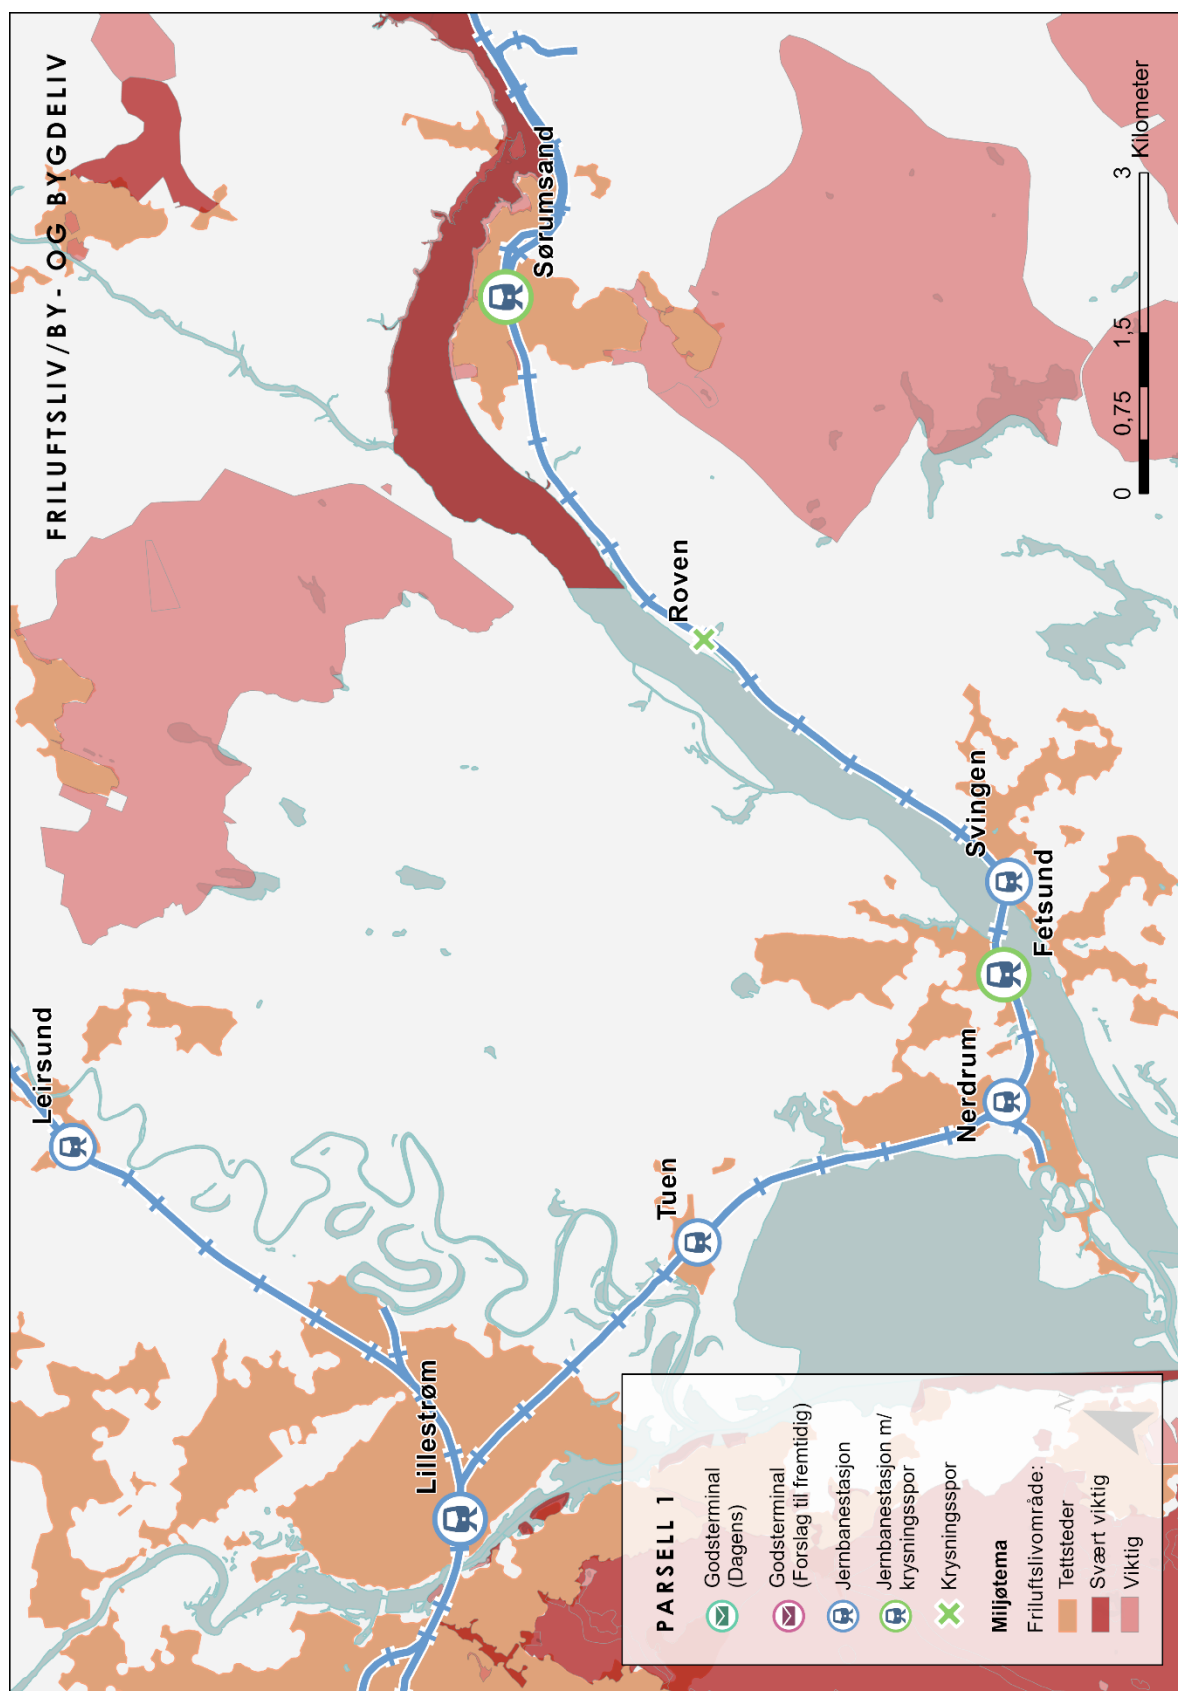 FRILUFTSLIV/BY- OG BYGDELIV
Leirsund
Lillestrøm
Tuen
Nerdrum
Fetsund
Svingen
Roven
Sørumsand
PARSELL 1
Godsterminal
(Dagens)
Godsterminal
(Forslag til fremtidig)
Jernbanestasjon
Jernbanestasjon m/
krysningsspor
Krysningsspor
Miljøtema
Friluftslivområde:
Tettsteder
Svært viktig
Viktig
N
0 0,75 1,5 3
Kilometer